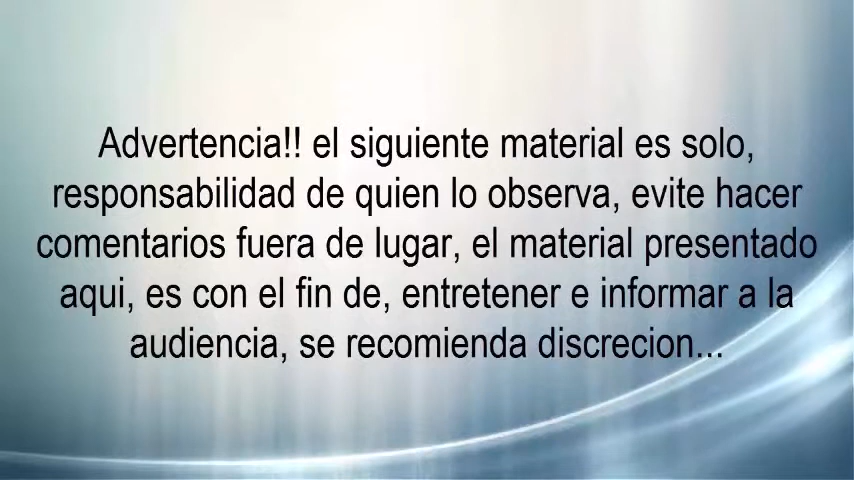 Advertencia!! el siguiente material es solo,
responsabilidad de quien lo observa, evite hacer
comentarios fuera de lugar, el material presentado
aqui, es con el fin de, entretener e informar a la
audiencia, se recomienda discrecion...